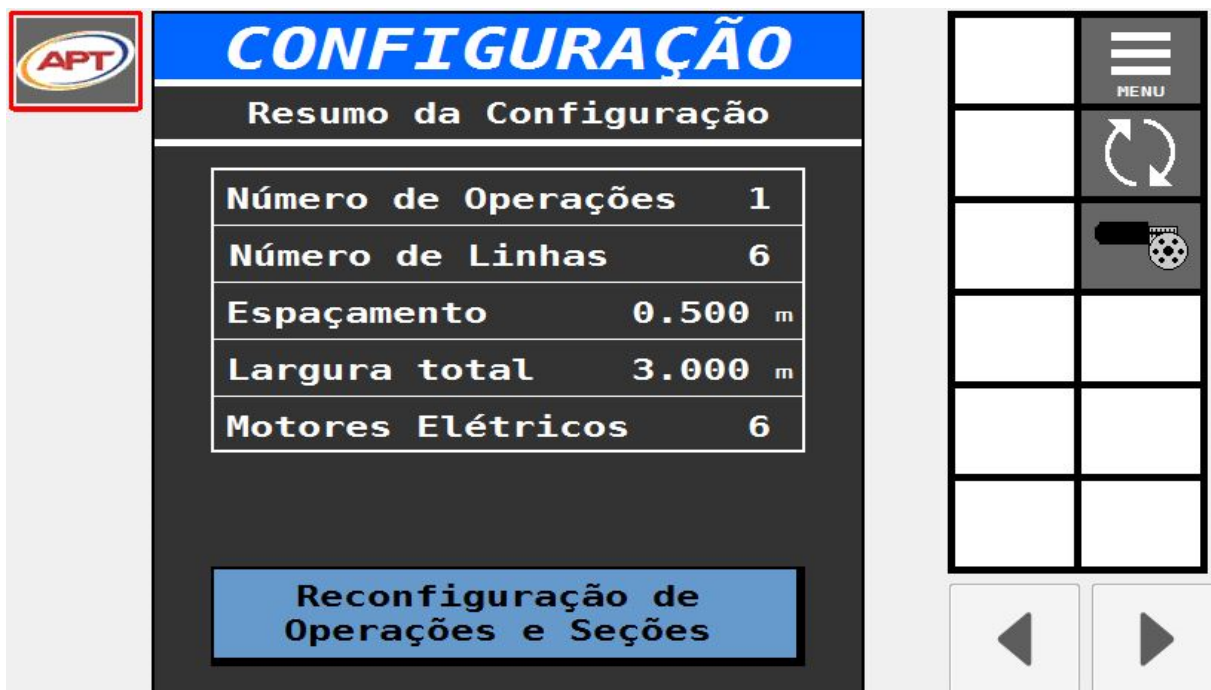 APT
CONFIGURAÇÃO
MENU
Resumo da Configuração
Número de Operações 1
Número de Linhas 6
Espaçamento 0.500 m
Largura total 3.000 m
Motores Elétricos 6
Reconfiguração de
Operações e Seções